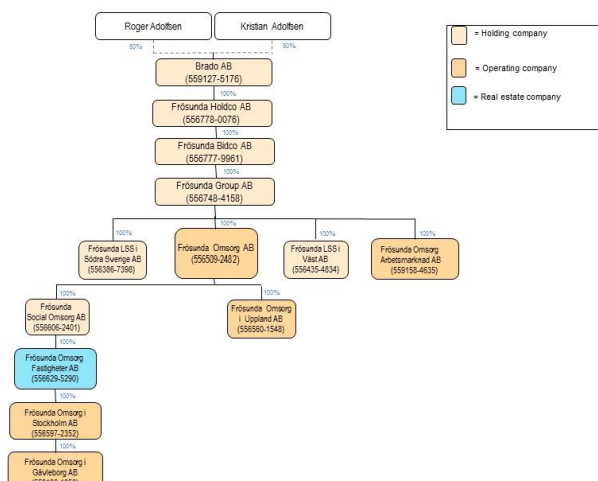 Roger Adolfsen
Kristian Adolfsen
50%
50%
= Holding company
= Operating company
= Real estate company
Brado AB
(559127-5176)
100%
Frösunda Holdco AB
(556778-0076)
100%
Frösunda Bidco AB
(556777-9961)
100%
Frösunda Group AB
(556748-4158)
100%
100%
100%
100%
Frösunda LSS i
Södra Sverige AB
(556386-7398)
Frösunda Omsorg AB
(556509-2482)
Frösunda LSS i
Väst AB
(556435-4834)
Frösunda Omsorg
Arbetsmarknad AB
(559158-4635)
100%
100%
Frösunda
Social Omsorg AB
(556606-2401)
Frösunda Omsorg
i Uppland AB
(556560-1548)
100%
Frösunda Omsorg
Fastigheter AB
(556629-5290)
100%
Frösunda Omsorg i
Stockholm AB
(556597-2352)
100%
Frösunda Omsorg i
Gävleborg AB